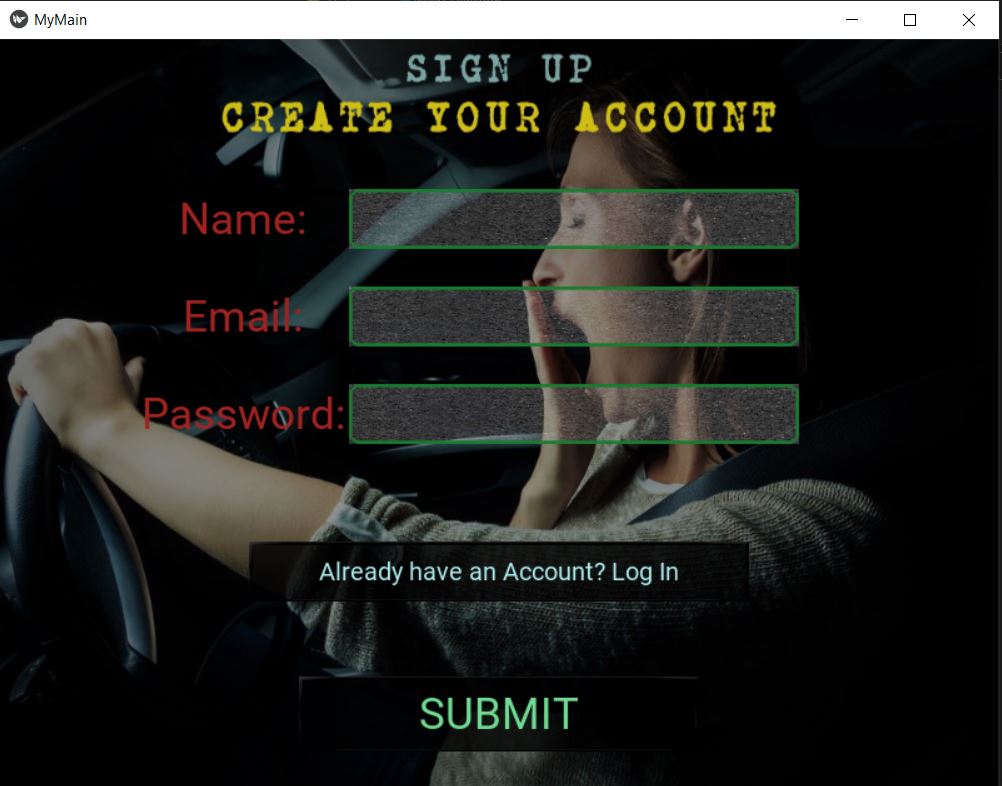 MyMain
SIGN UP
CREATE YOUR ACCOUNT
Name:
Email:
Password:
Already have an Account? Log In
SUBMIT